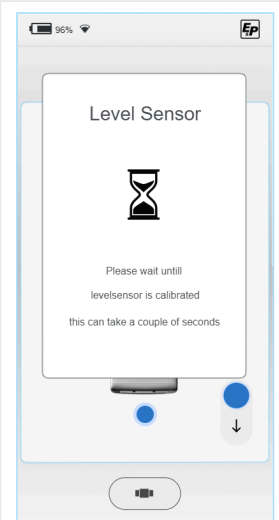 96%
EP
Level Sensor
Please wait untill
levelsensor is calibrated
this can take a couple of seconds